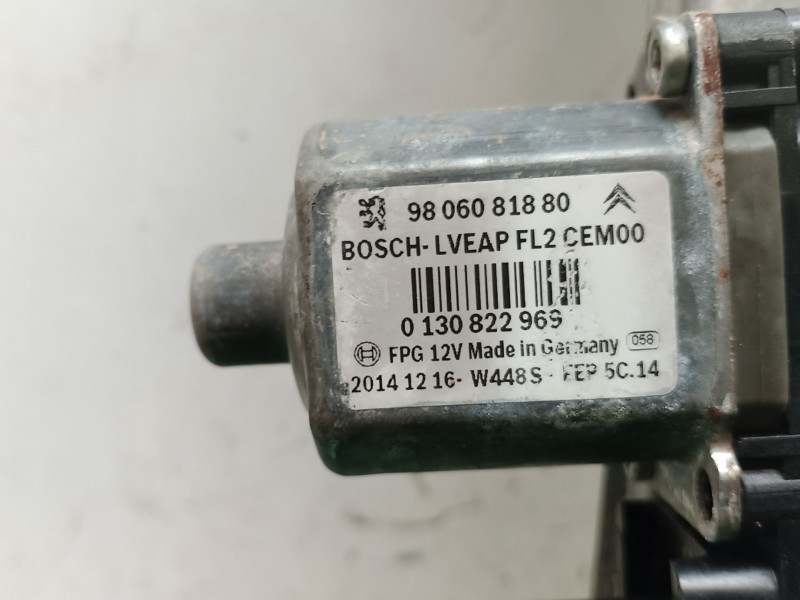 98 060 818 80
BOSCH- LVEAP FL2 CEM00
0 130 822 969
FPG 12V Made in Germany 058
2014 12 16- W448S - FEP 5C.14